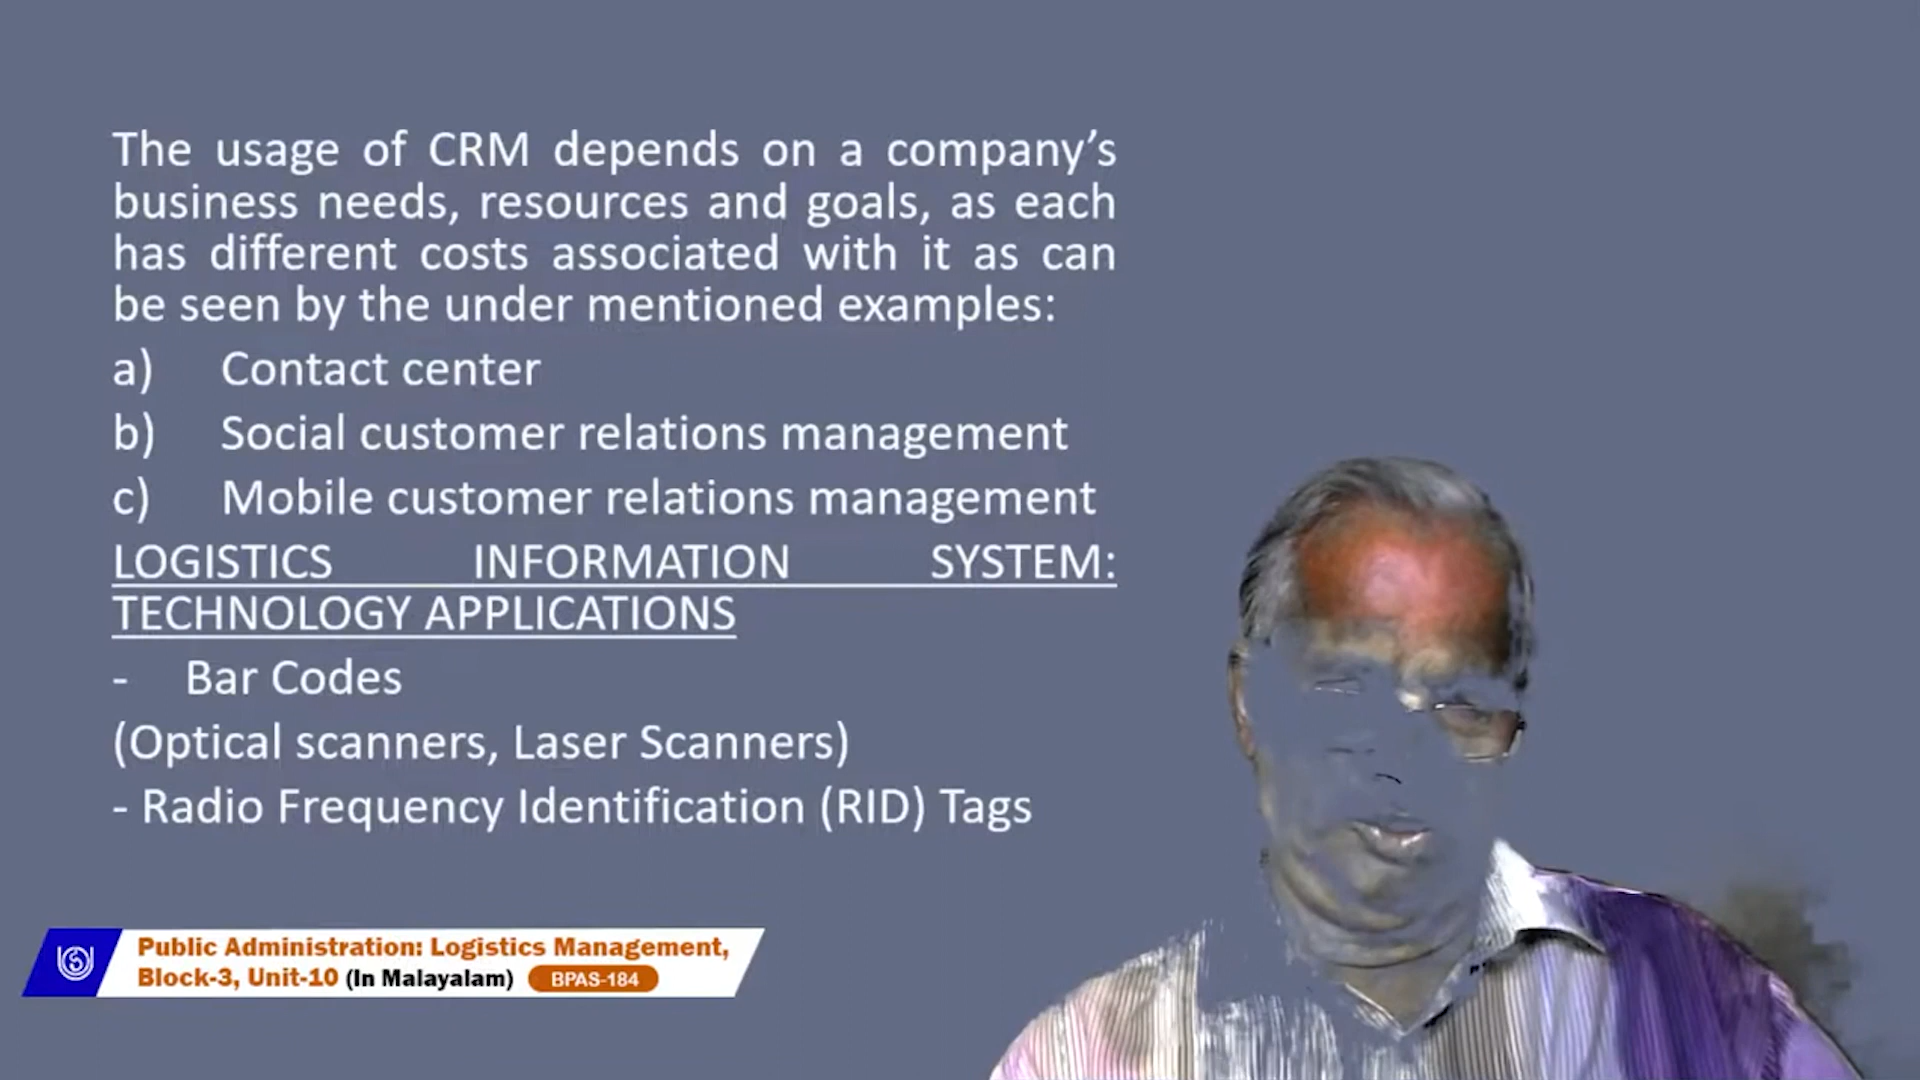 The usage of CRM depends on a company’s
business needs, resources and goals, as each
has different costs associated with it as can
be seen by the under mentioned examples:
a) Contact center
b) Social customer relations management
c) Mobile customer relations management
LOGISTICS INFORMATION SYSTEM:
TECHNOLOGY APPLICATIONS
- Bar Codes
(Optical scanners, Laser Scanners)
- Radio Frequency Identification (RID) Tags
Public Administration: Logistics Management,
Block-3, Unit-10 (In Malayalam) BPAS-184